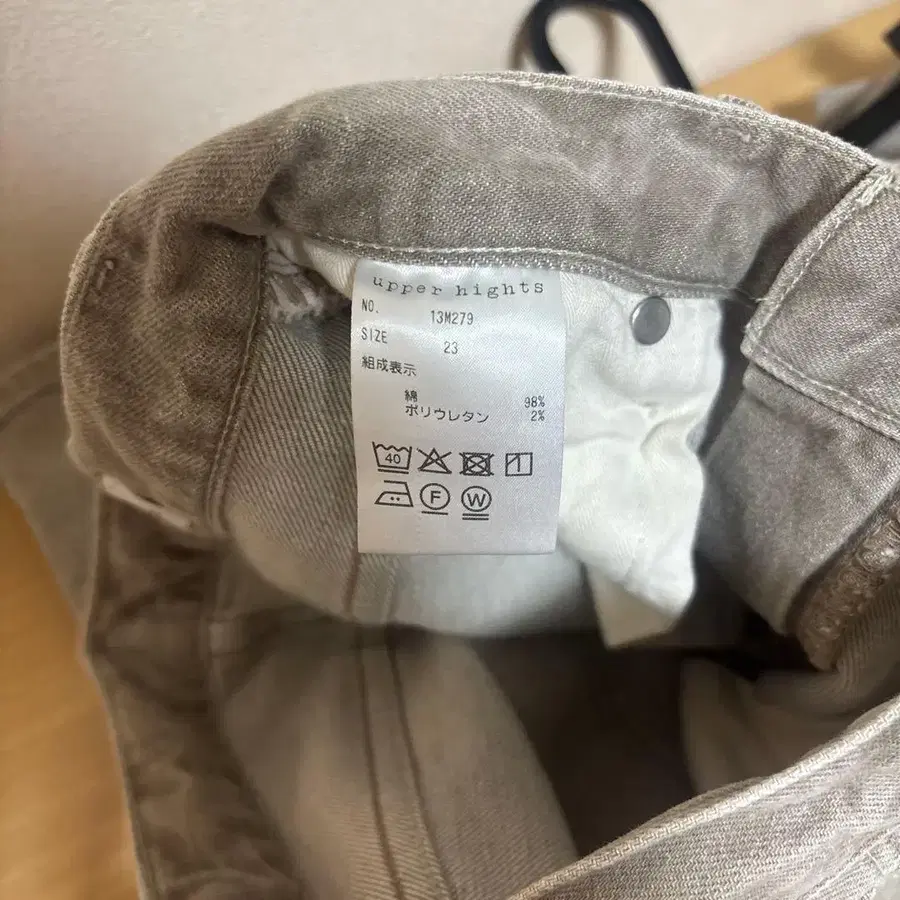 upper hights
NO. 13M279
SIZE 23
組成表示
綿 98%
ポリウレタン 2%
40
F W